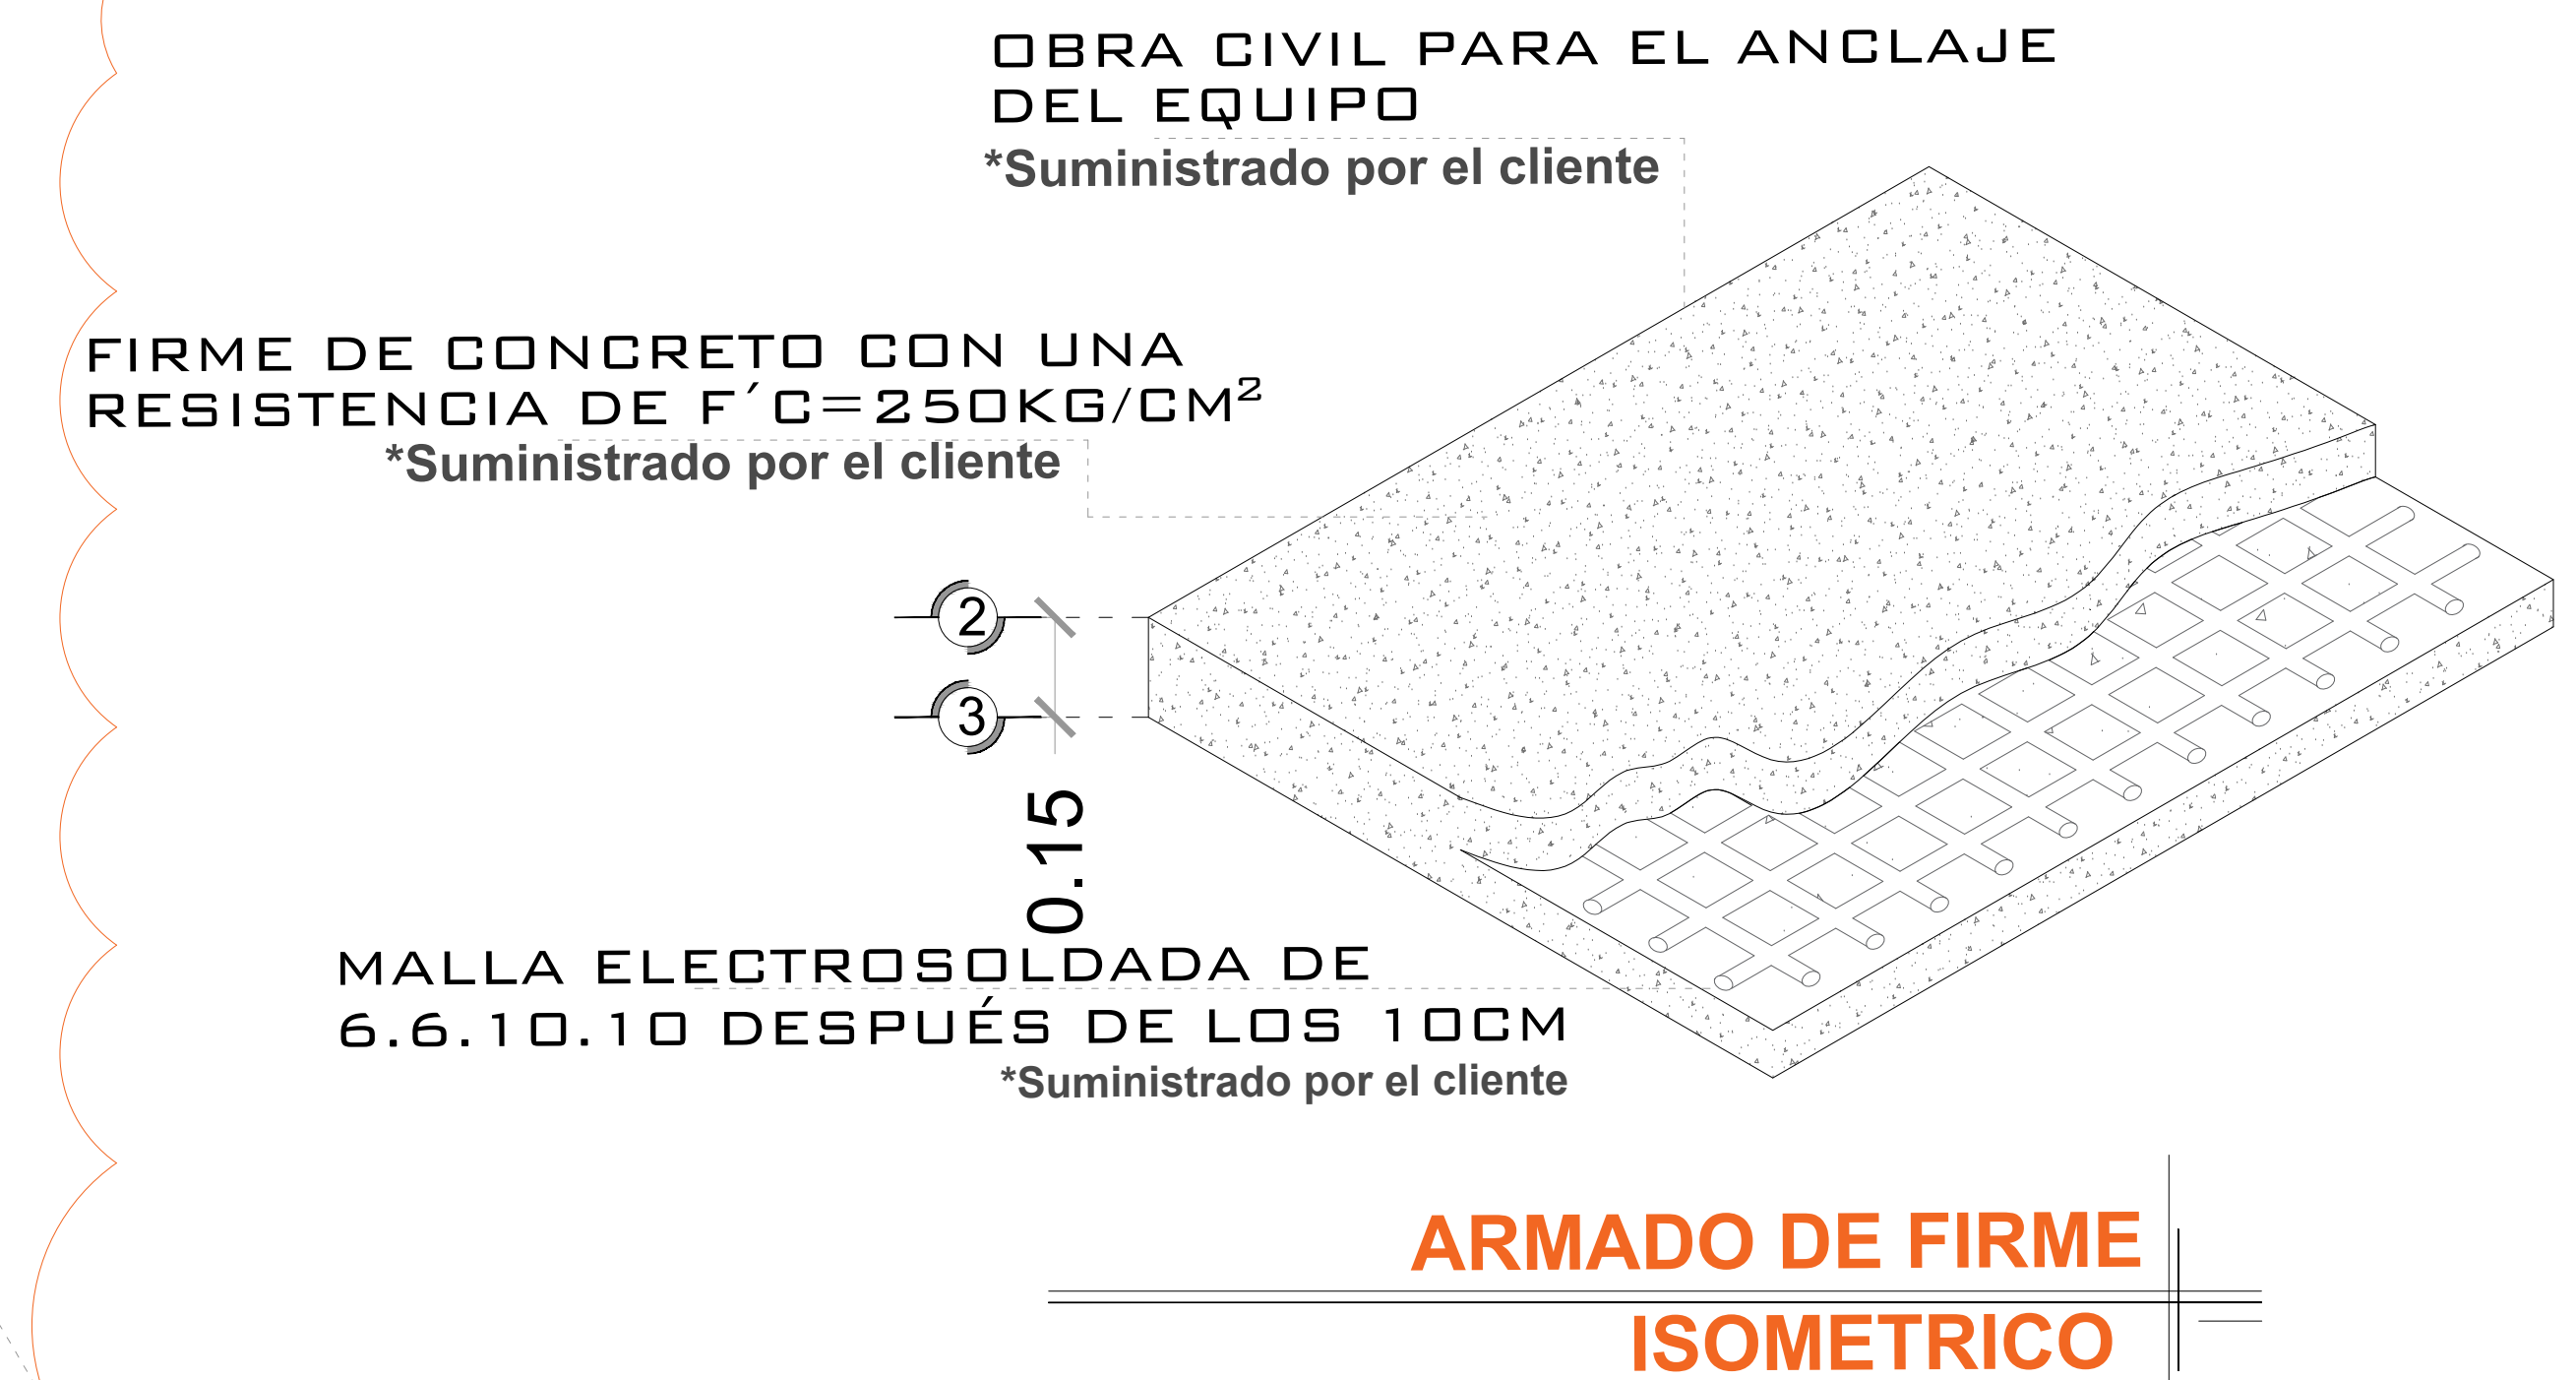 OBRA CIVIL PARA EL ANCLAJE
DEL EQUIPO
*Suministrado por el cliente
FIRME DE CONCRETO CON UNA
RESISTENCIA DE F´C=250KG/CM²
*Suministrado por el cliente
2
3
0.15
MALLA ELECTROSOLDADA DE
6.6.10.10 DESPUÉS DE LOS 10CM
*Suministrado por el cliente
ARMADO DE FIRME
ISOMETRICO